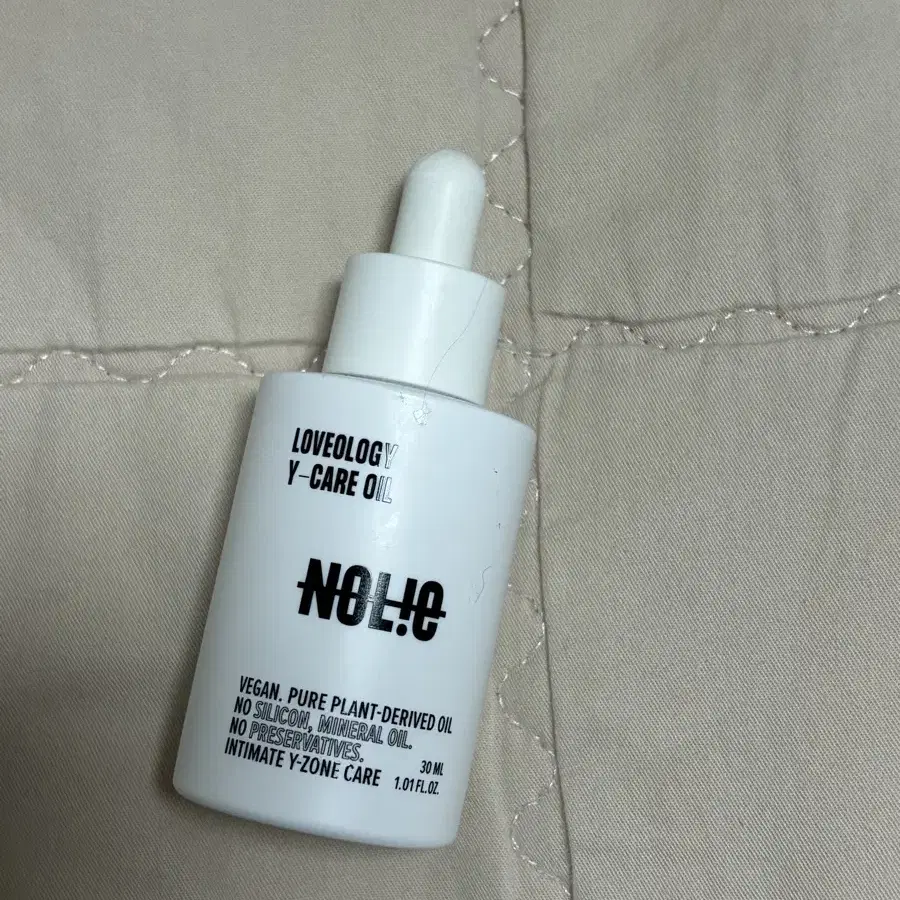 LOVEOLOGY
Y-CARE OIL
NOL!e
VEGAN. PURE PLANT-DERIVED OIL
NO SILICON, MINERAL OIL.
NO PRESERVATIVES.
INTIMATE Y-ZONE CARE
30 ML
1.01 FL.OZ.